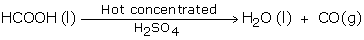 HCOOH (l) ⟶ H₂O (l) + CO(g)
Hot concentrated
H₂SO₄